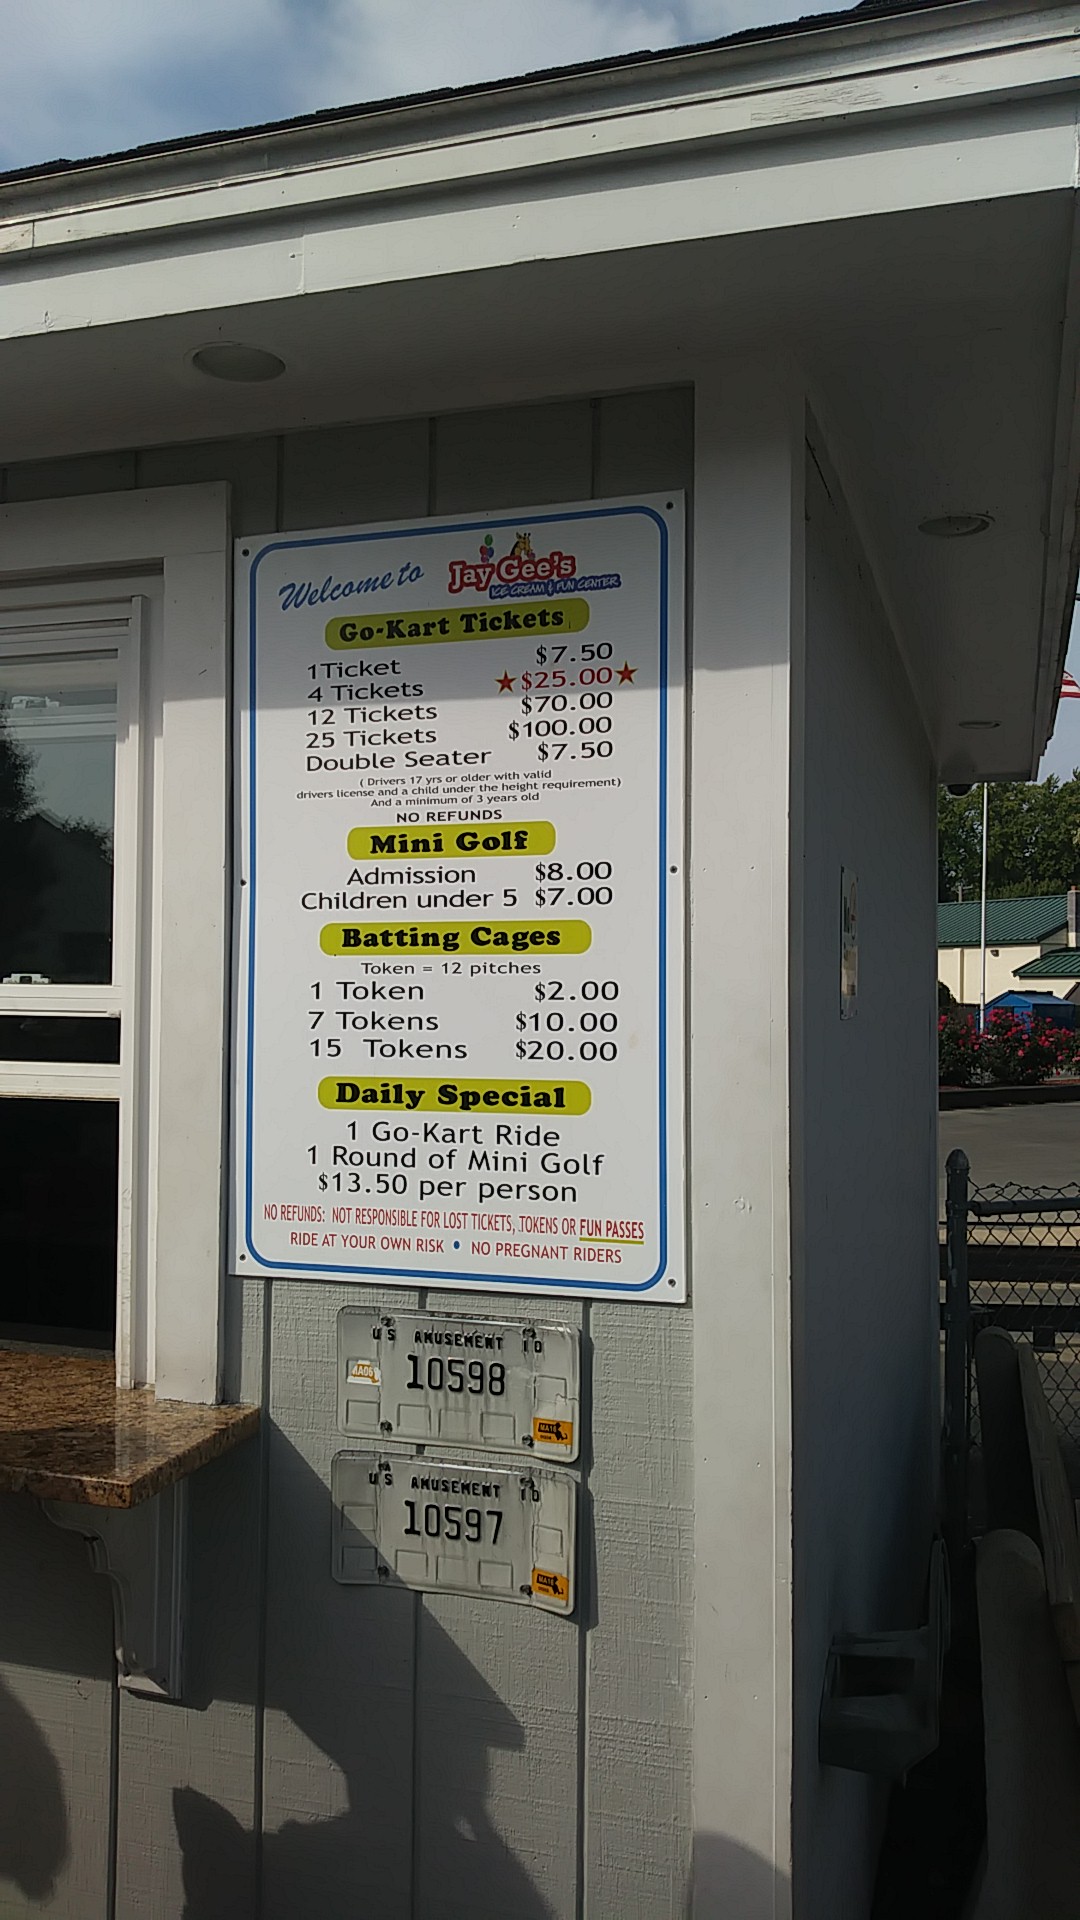 Welcome to Jay Gee's
ICE CREAM & FUN CENTER
Go-Kart Tickets
1 Ticket $7.50
4 Tickets ★$25.00★
12 Tickets $70.00
25 Tickets $100.00
Double Seater $7.50
( Drivers 17 yrs or older with valid
drivers license and a child under the height requirement)
And a minimum of 3 years old
NO REFUNDS
Mini Golf
Admission $8.00
Children under 5 $7.00
Batting Cages
Token = 12 pitches
1 Token $2.00
7 Tokens $10.00
15 Tokens $20.00
Daily Special
1 Go-Kart Ride
1 Round of Mini Golf
$13.50 per person
NO REFUNDS: NOT RESPONSIBLE FOR LOST TICKETS, TOKENS OR FUN PASSES
RIDE AT YOUR OWN RISK • NO PREGNANT RIDERS
US AMUSEMENT ID
10598
US AMUSEMENT ID
10597